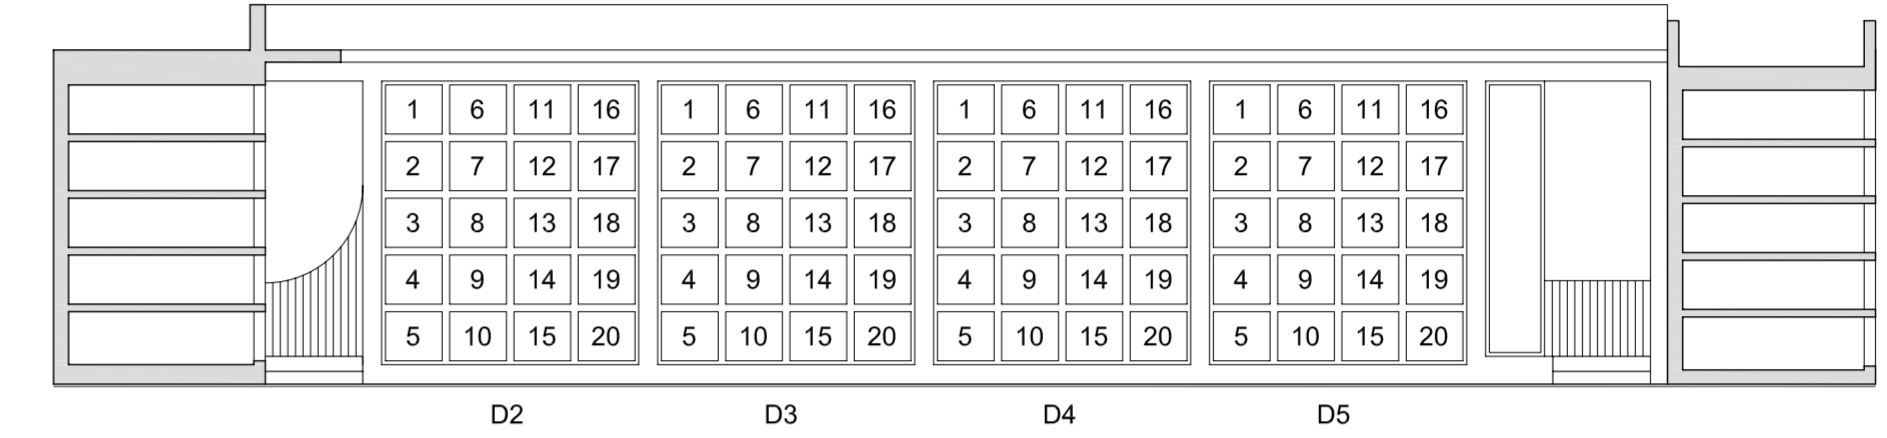 1 6 11 16 1 6 11 16 1 6 11 16 1 6 11 16
2 7 12 17 2 7 12 17 2 7 12 17 2 7 12 17
3 8 13 18 3 8 13 18 3 8 13 18 3 8 13 18
4 9 14 19 4 9 14 19 4 9 14 19 4 9 14 19
5 10 15 20 5 10 15 20 5 10 15 20 5 10 15 20
D2 D3 D4 D5